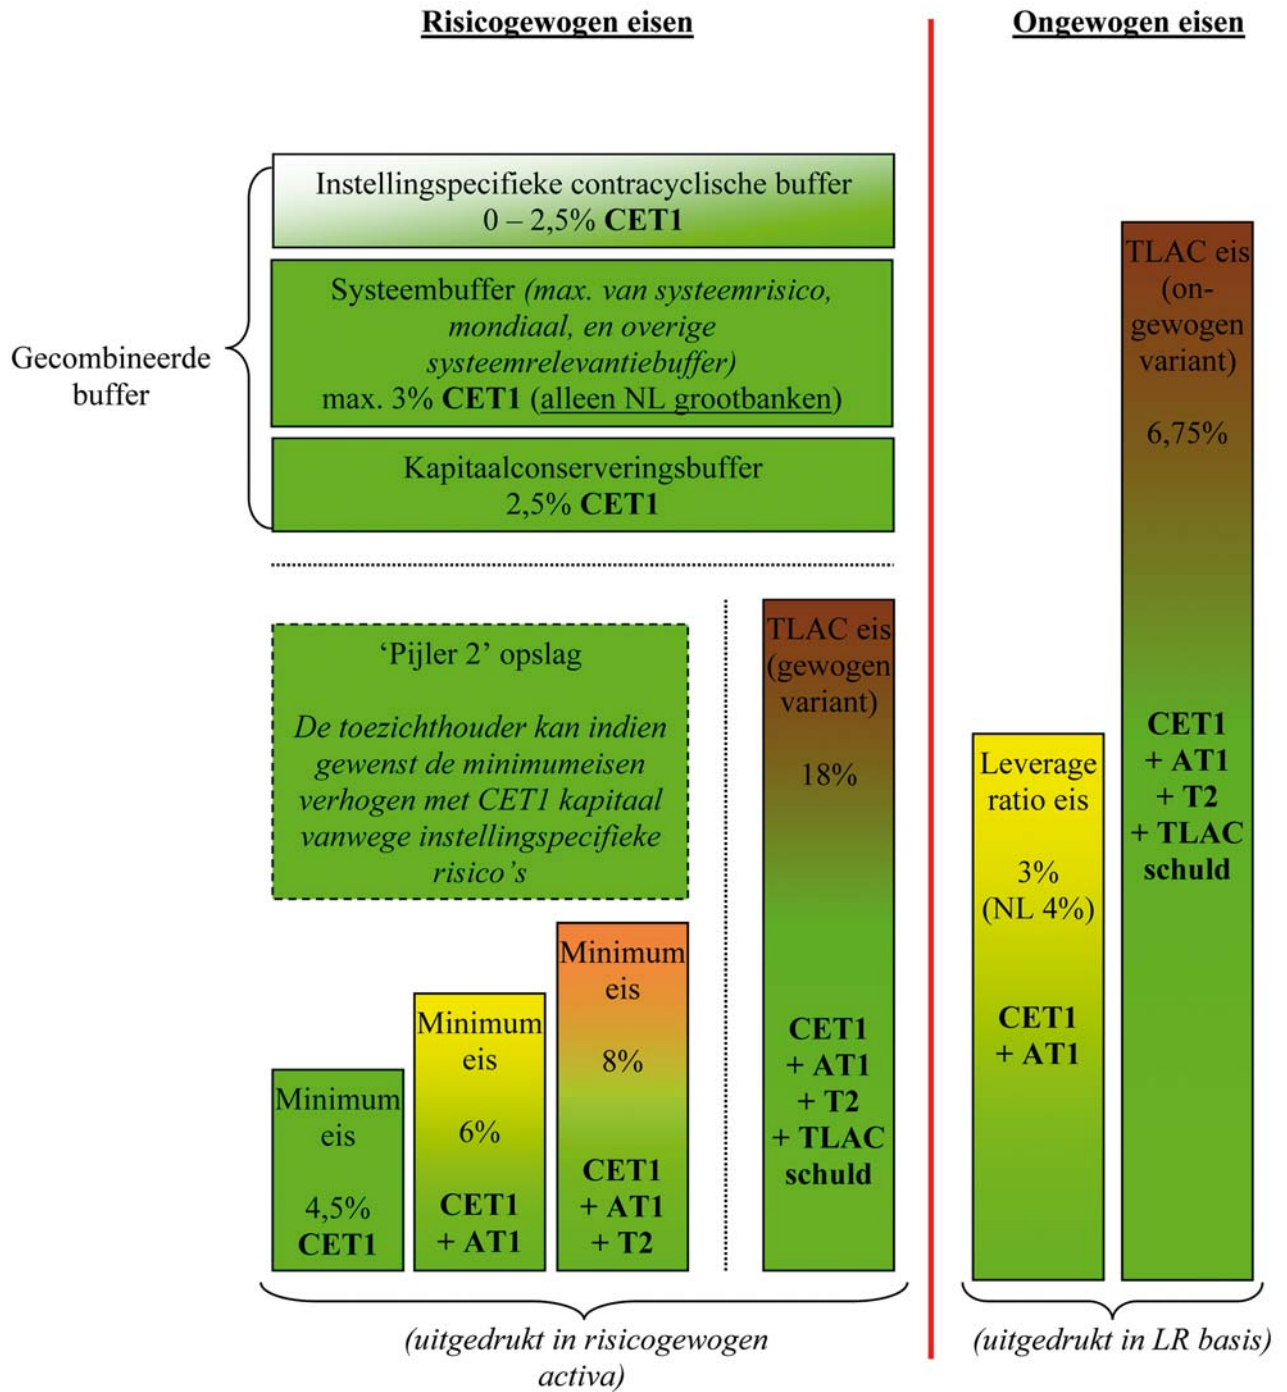 Risicogewogen eisen
Ongewogen eisen
Instellingspecifieke contracyclische buffer
0 – 2,5% CET1
Systeembuffer (max. van systeemrisico,
mondiaal, en overige
systeemrelevantiebuffer)
max. 3% CET1 (alleen NL grootbanken)
Kapitaalconserveringsbuffer
2,5% CET1
Gecombineerde
buffer
‘Pijler 2’ opslag
De toezichthouder kan indien
gewenst de minimumeisen
verhogen met CET1 kapitaal
vanwege instellingspecifieke
risico’s
Minimum
eis
4,5%
CET1
Minimum
eis
6%
CET1
+ AT1
Minimum
eis
8%
CET1
+ AT1
+ T2
TLAC eis
(gewogen
variant)
18%
CET1
+ AT1
+ T2
+ TLAC
schuld
(uitgedrukt in risicogewogen
activa)
Leverage
ratio eis
3%
(NL 4%)
CET1
+ AT1
TLAC eis
(on-
gewogen
variant)
6,75%
CET1
+ AT1
+ T2
+ TLAC
schuld
(uitgedrukt in LR basis)